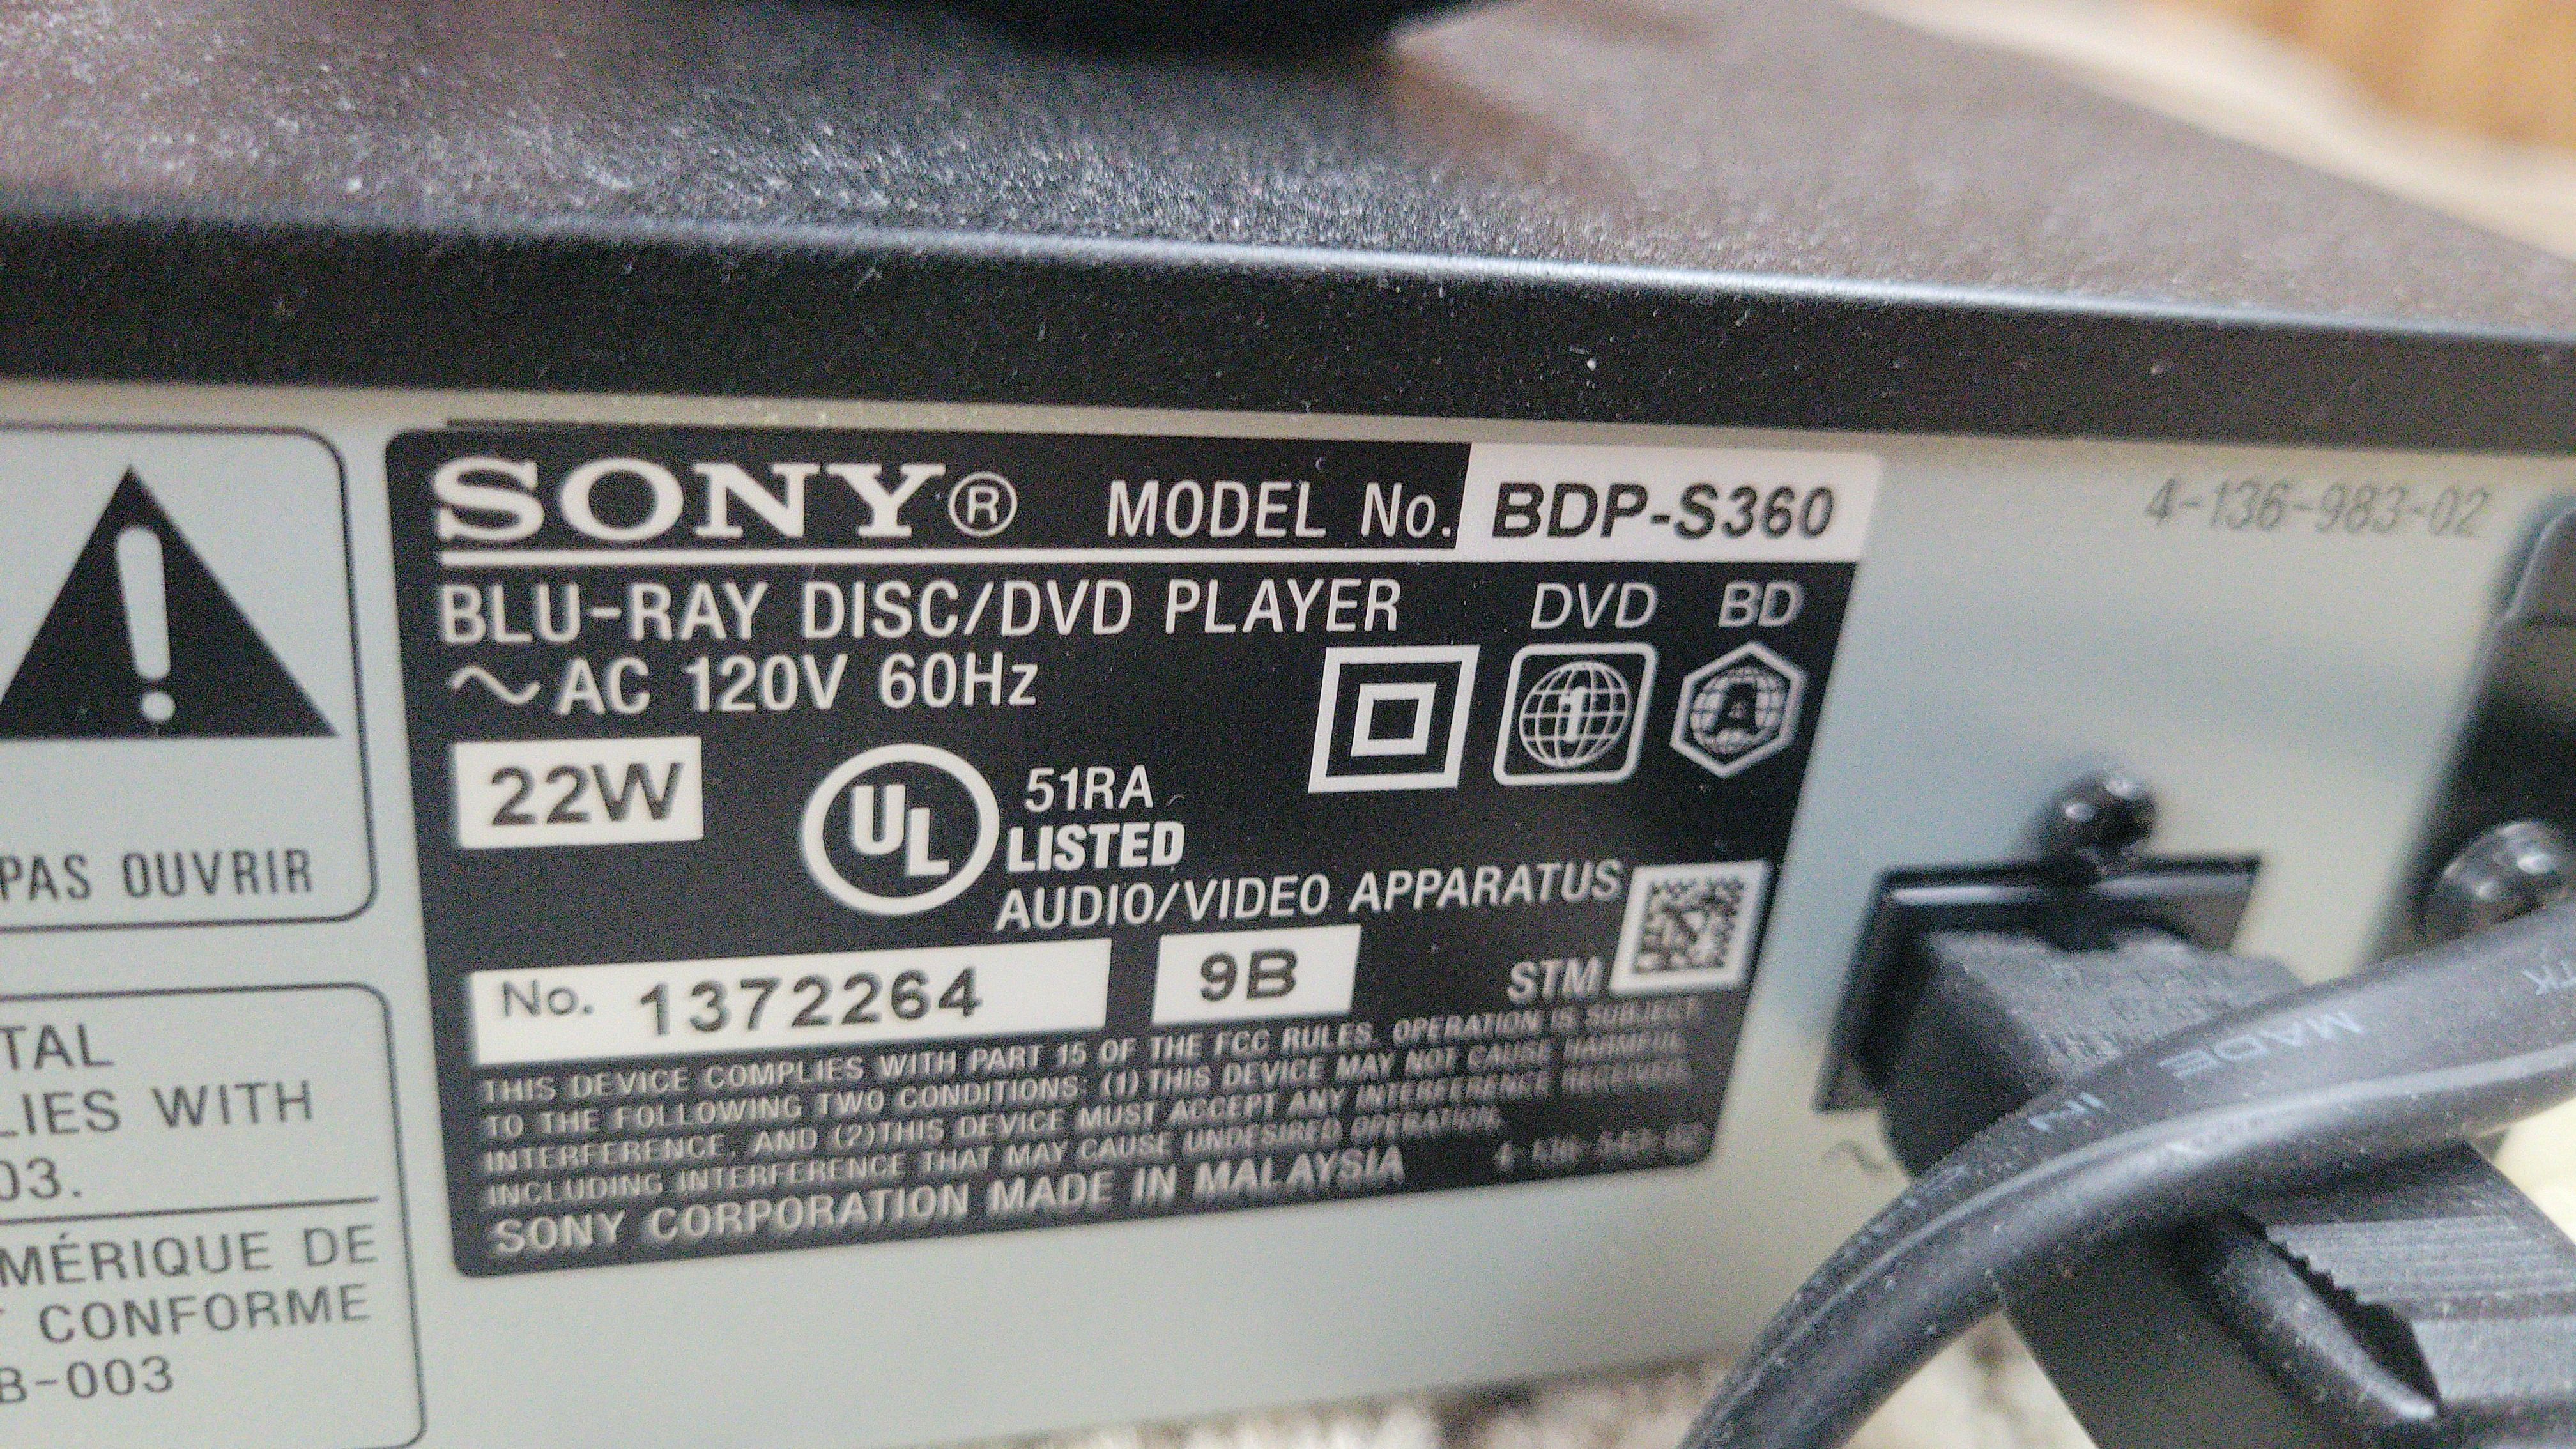 SONY® MODEL No. BDP-S360
4-136-983-02
BLU-RAY DISC/DVD PLAYER DVD BD
~ AC 120V 60Hz
1 A
22W
UL 51RA
LISTED
AUDIO/VIDEO APPARATUS
No. 1372264 9B STM
THIS DEVICE COMPLIES WITH PART 15 OF THE FCC RULES. OPERATION IS SUBJECT
TO THE FOLLOWING TWO CONDITIONS: (1) THIS DEVICE MAY NOT CAUSE HARMFUL
INTERFERENCE, AND (2)THIS DEVICE MUST ACCEPT ANY INTERFERENCE RECEIVED,
INCLUDING INTERFERENCE THAT MAY CAUSE UNDESIRED OPERATION.
SONY CORPORATION MADE IN MALAYSIA
!
PAS OUVRIR
TAL
LIES WITH
03.
MÉRIQUE DE
CONFORME
B-003
~
MADE IN